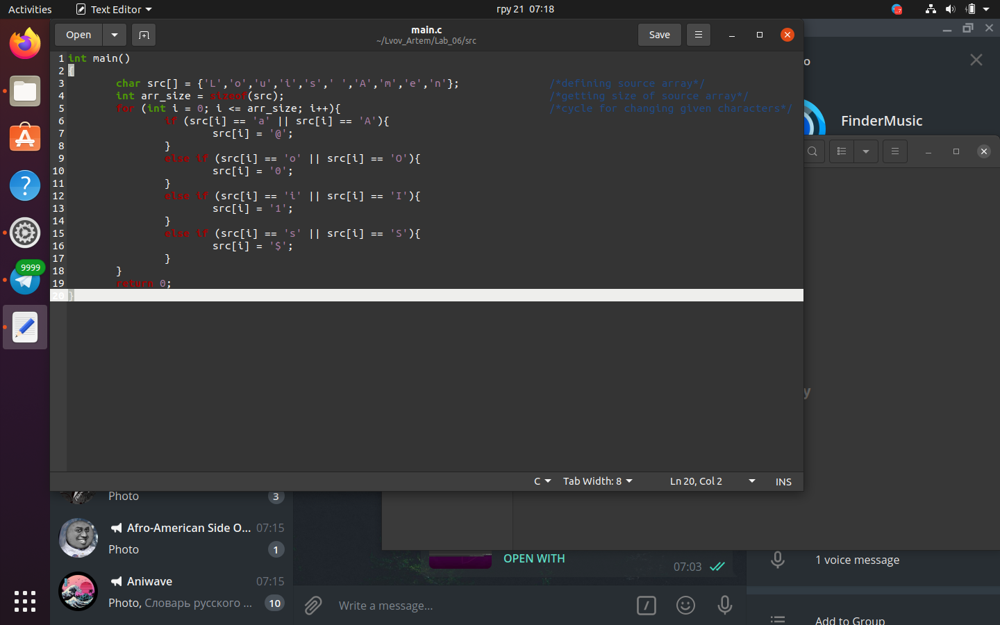 Activities
Text Editor
гру 21 07:18
Open
main.c
~/Lvov_Artem/Lab_06/src
Save
1 int main()
2 {
3 char src[] = {'L','o','u','i','s',' ','A','m','e','n'}; /*defining source array*/
4 int arr_size = sizeof(src); /*getting size of source array*/
5 for (int i = 0; i <= arr_size; i++){ /*cycle for changing given characters*/
6 if (src[i] == 'a' || src[i] == 'A'){
7 src[i] = '@';
8 }
9 else if (src[i] == 'o' || src[i] == 'O'){
10 src[i] = '0';
11 }
12 else if (src[i] == 'i' || src[i] == 'I'){
13 src[i] = '1';
14 }
15 else if (src[i] == 's' || src[i] == 'S'){
16 src[i] = '$';
17 }
18 }
19 return 0;
20 }
C
Tab Width: 8
Ln 20, Col 2
INS
9999
o
FinderMusic
y
Photo
3
Afro-American Side O...
07:15
Photo
1
Aniwave
07:15
Photo, Словарь русского ...
10
OPEN WITH
07:03
Write a message...
1 voice message
Add to Group